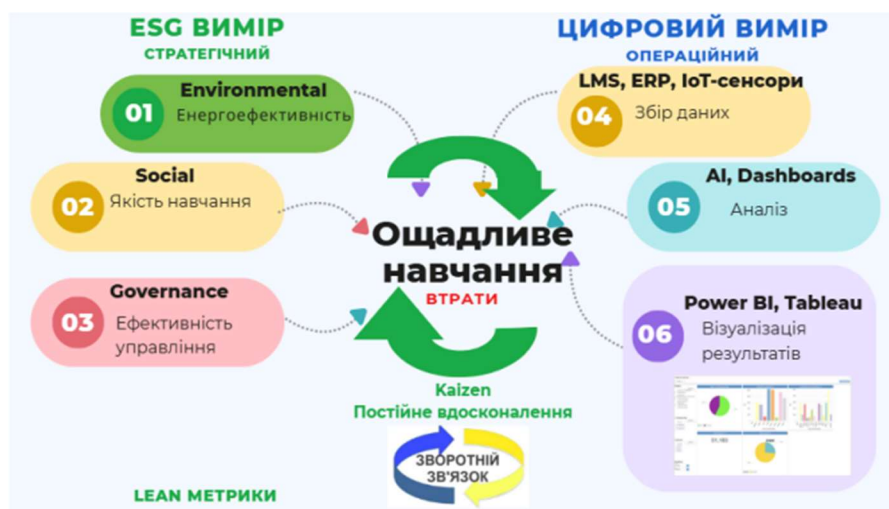 ESG ВИМІР
СТРАТЕГІЧНИЙ
01
Environmental
Енергоефективність
02
Social
Якість навчання
03
Governance
Ефективність
управління
ЦИФРОВИЙ ВИМІР
ОПЕРАЦІЙНИЙ
LMS, ERP, IoT-сенсори
04
Збір даних
AI, Dashboards
05
Аналіз
Power BI, Tableau
06
Візуалізація
результатів
Ощадливе
навчання
ВТРАТИ
Kaizen
Постійне вдосконалення
ЗВОРОТНІЙ
ЗВ'ЯЗОК
LEAN МЕТРИКИ